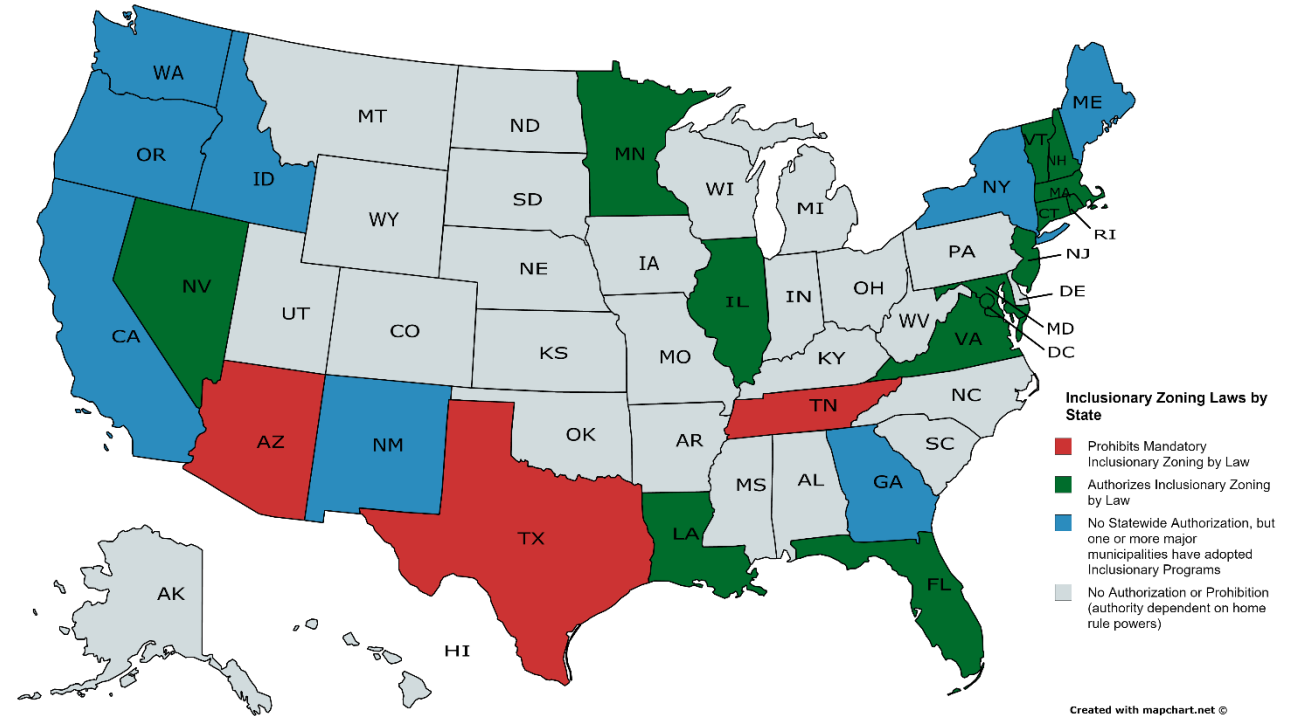 WA
MT
ND
MN
ME
OR
ID
SD
WI
VT
NH
NY
MA
WY
MI
CT
RI
NV
NE
IA
PA
NJ
UT
CO
IL
IN
OH
DE
CA
KS
MO
WV
MD
KY
VA
DC
AZ
NM
OK
AR
TN
NC
SC
MS
AL
GA
TX
LA
FL
AK
HI
Inclusionary Zoning Laws by
State
Prohibits Mandatory
Inclusionary Zoning by Law
Authorizes Inclusionary Zoning
by Law
No Statewide Authorization, but
one or more major
municipalities have adopted
Inclusionary Programs
No Authorization or Prohibition
(authority dependent on home
rule powers)
Created with mapchart.net ©